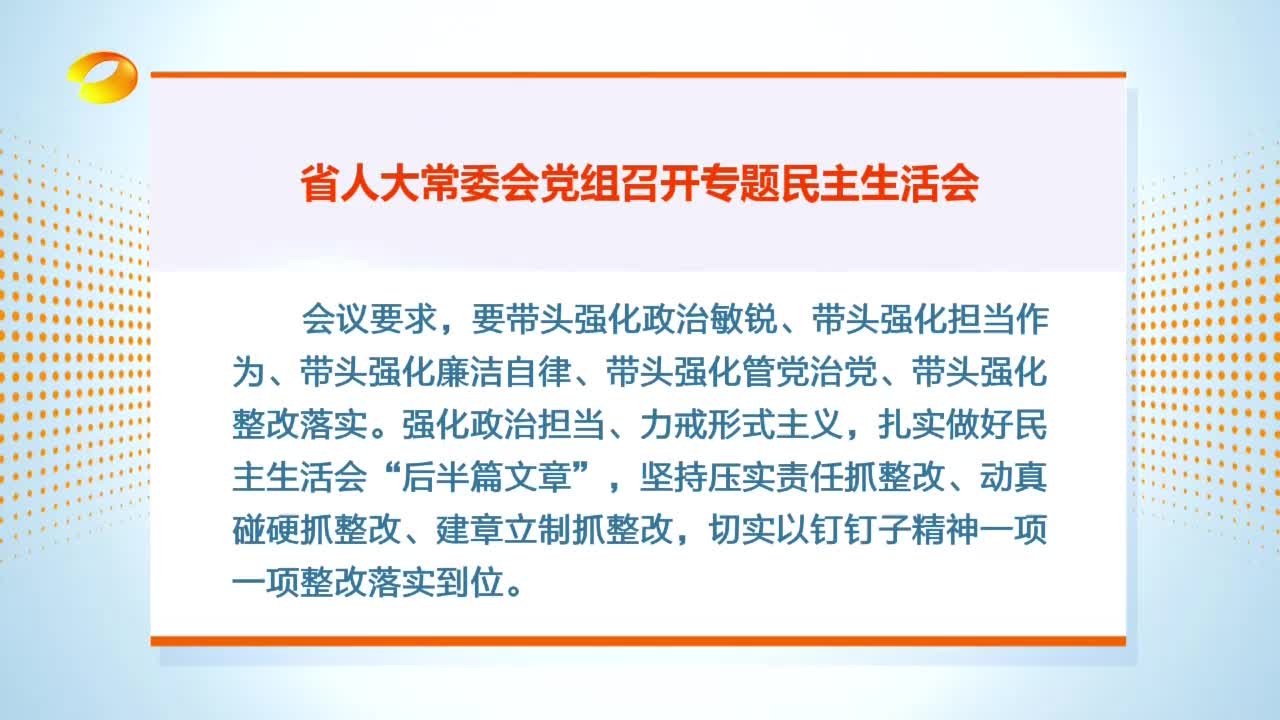 省人大常委会党组召开专题民主生活会
会议要求，要带头强化政治敏锐、带头强化担当作
为、带头强化廉洁自律、带头强化管党治党、带头强化
整改落实。强化政治担当、力戒形式主义，扎实做好民
主生活会“后半篇文章”，坚持压实责任抓整改、动真
碰硬抓整改、建章立制抓整改，切实以钉钉子精神一项
一项整改落实到位。